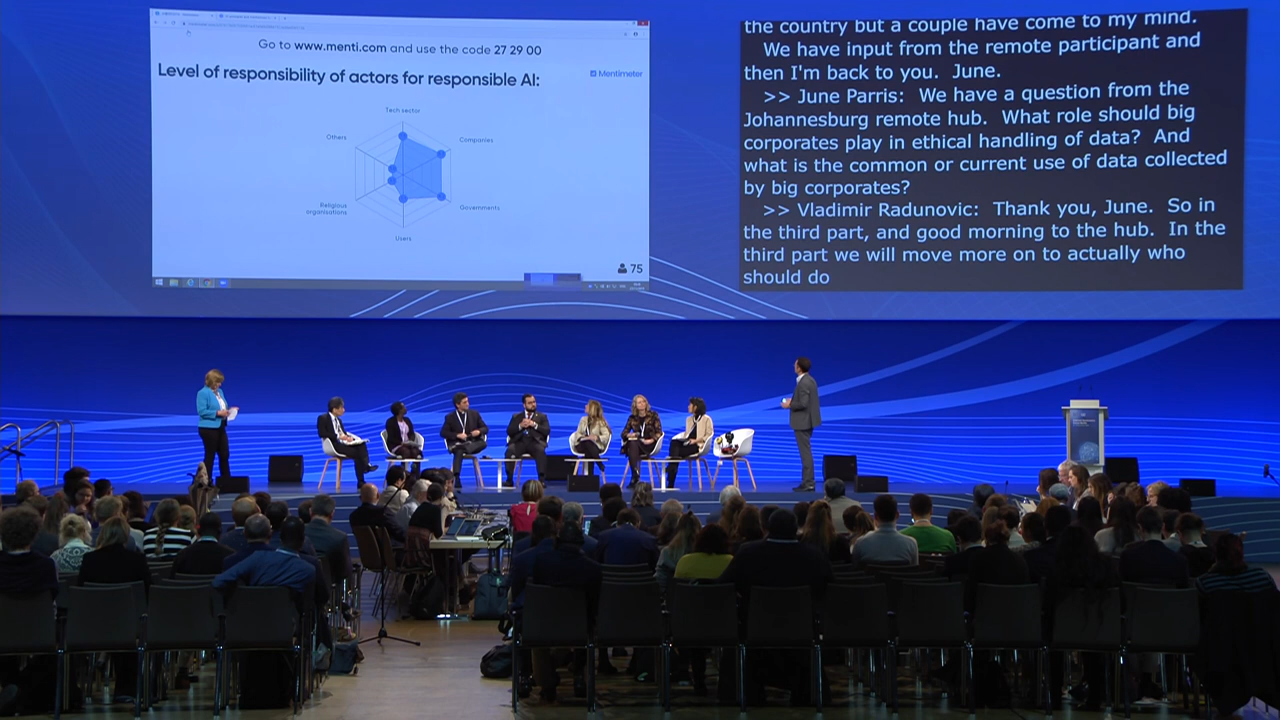 Go to www.menti.com and use the code 27 29 00
Level of responsibility of actors for responsible AI:
Mentimeter
Tech sector
Others
Companies
Religious
organisations
Governments
Users
75
the country but a couple have come to my mind.
We have input from the remote participant and
then I'm back to you. June.
>> June Parris: We have a question from the
Johannesburg remote hub. What role should big
corporates play in ethical handling of data? And
what is the common or current use of data collected
by big corporates?
>> Vladimir Radunovic: Thank you, June. So in
the third part, and good morning to the hub. In the
third part we will move more on to actually who
should do